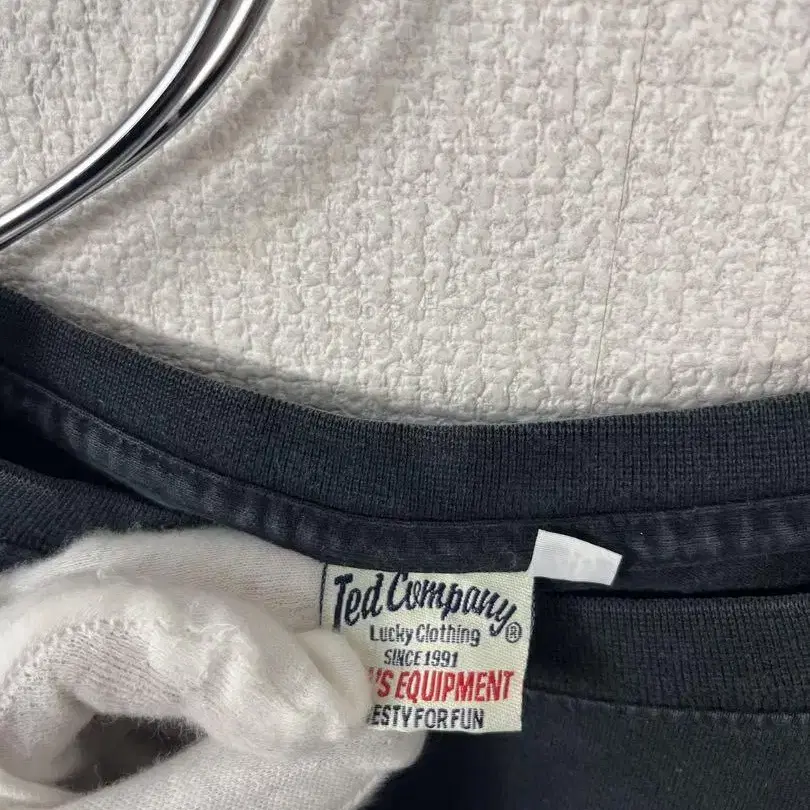 Ted Company®
Lucky Clothing
SINCE 1991
'S EQUIPMENT
ESTY FOR FUN